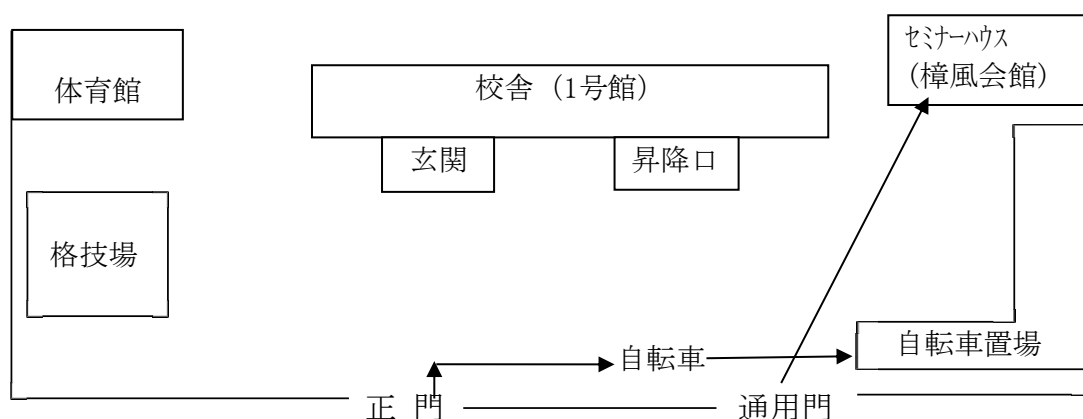 体育館
校舎（1号館）
セミナーハウス
（樟風会館）
玄関
昇降口
格技場
自転車
自転車置場
正 門
通用門